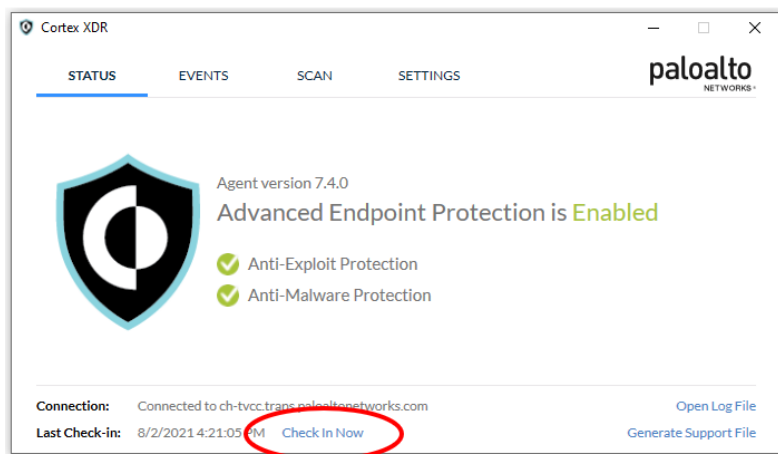 Cortex XDR
STATUS EVENTS SCAN SETTINGS
paloalto
NETWORKS
Agent version 7.4.0
Advanced Endpoint Protection is Enabled
Anti-Exploit Protection
Anti-Malware Protection
Connection: Connected to ch-tvcc.trans.paloaltonetworks.com Open Log File
Last Check-in: 8/2/2021 4:21:05 PM Check In Now Generate Support File